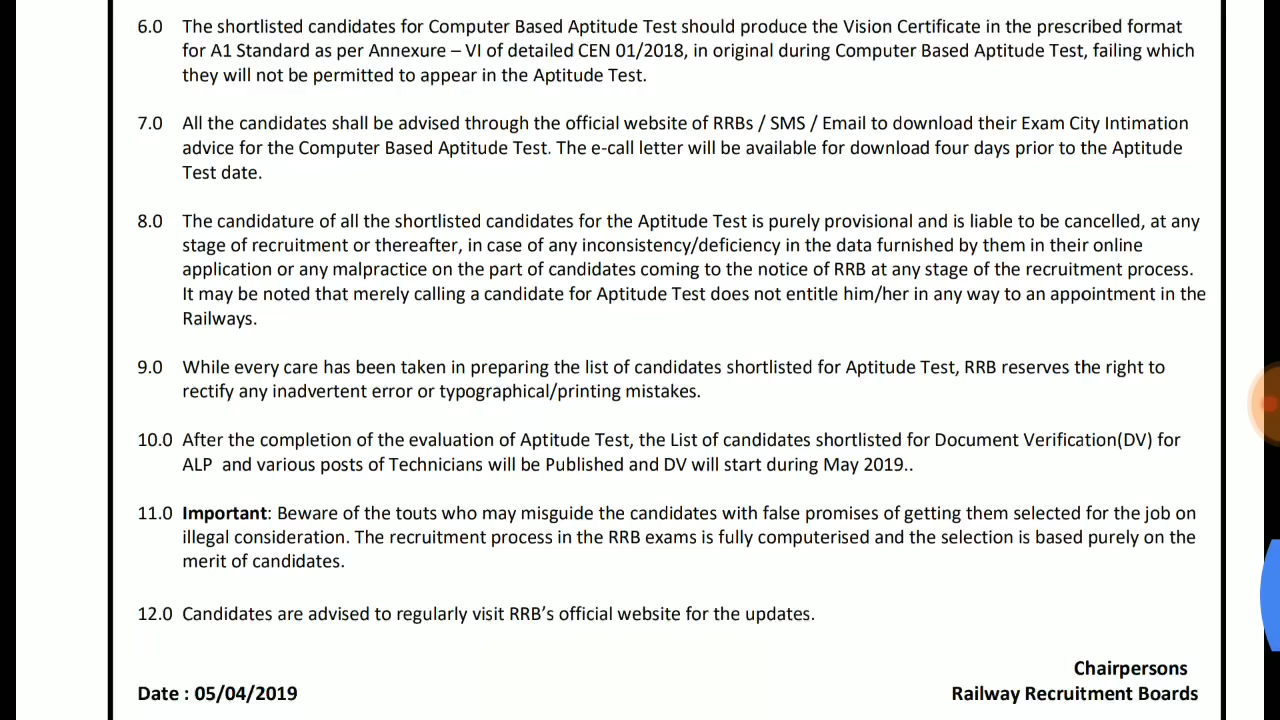 6.0 The shortlisted candidates for Computer Based Aptitude Test should produce the Vision Certificate in the prescribed format
for A1 Standard as per Annexure – VI of detailed CEN 01/2018, in original during Computer Based Aptitude Test, failing which
they will not be permitted to appear in the Aptitude Test.
7.0 All the candidates shall be advised through the official website of RRBs / SMS / Email to download their Exam City Intimation
advice for the Computer Based Aptitude Test. The e-call letter will be available for download four days prior to the Aptitude
Test date.
8.0 The candidature of all the shortlisted candidates for the Aptitude Test is purely provisional and is liable to be cancelled, at any
stage of recruitment or thereafter, in case of any inconsistency/deficiency in the data furnished by them in their online
application or any malpractice on the part of candidates coming to the notice of RRB at any stage of the recruitment process.
It may be noted that merely calling a candidate for Aptitude Test does not entitle him/her in any way to an appointment in the
Railways.
9.0 While every care has been taken in preparing the list of candidates shortlisted for Aptitude Test, RRB reserves the right to
rectify any inadvertent error or typographical/printing mistakes.
10.0 After the completion of the evaluation of Aptitude Test, the List of candidates shortlisted for Document Verification(DV) for
ALP and various posts of Technicians will be Published and DV will start during May 2019..
11.0 Important: Beware of the touts who may misguide the candidates with false promises of getting them selected for the job on
illegal consideration. The recruitment process in the RRB exams is fully computerised and the selection is based purely on the
merit of candidates.
12.0 Candidates are advised to regularly visit RRB’s official website for the updates.
Chairpersons
Date : 05/04/2019 Railway Recruitment Boards